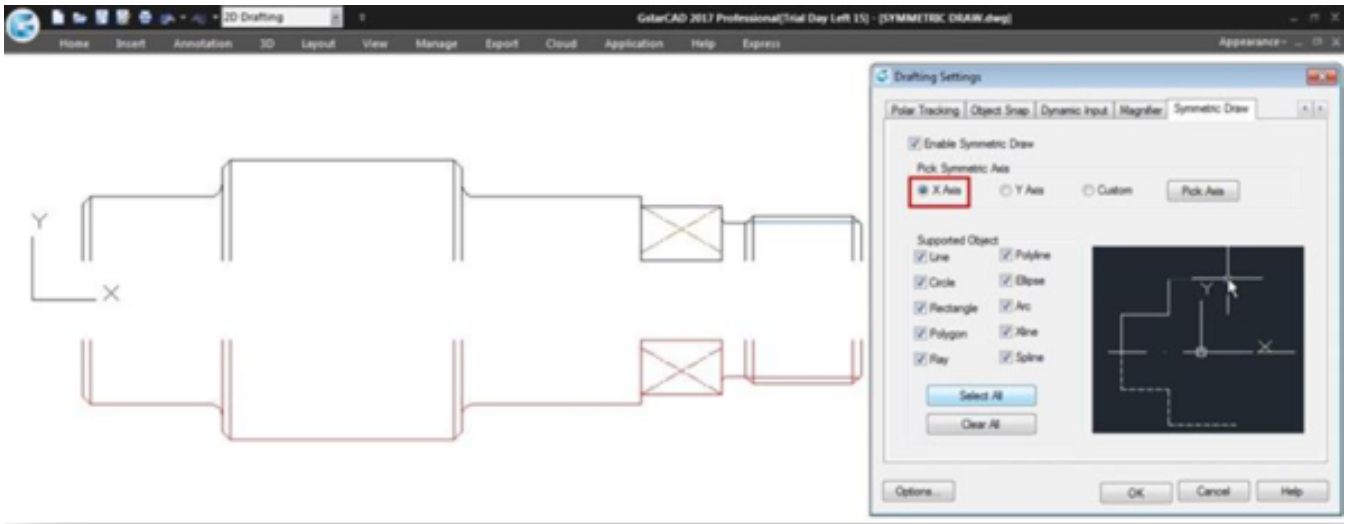 2D Drafting
GstarCAD 2017 Professional[Trial Day Left 15] - [SYMMETRIC DRAW.dwg]
Home Insert Annotation 3D Layout View Manage Export Cloud Application Help Express
Appearance
Drafting Settings
Polar Tracking Object Snap Dynamic Input Magnifier Symmetric Draw
Enable Symmetric Draw
Pick Symmetric Axis
X Axis Y Axis Custom Pick Axis
Supported Object
Line Polyline
Circle Ellipse
Rectangle Arc
Polygon Xline
Ray Spline
Select All
Clear All
Options... OK Cancel Help
Y
X
Y
X